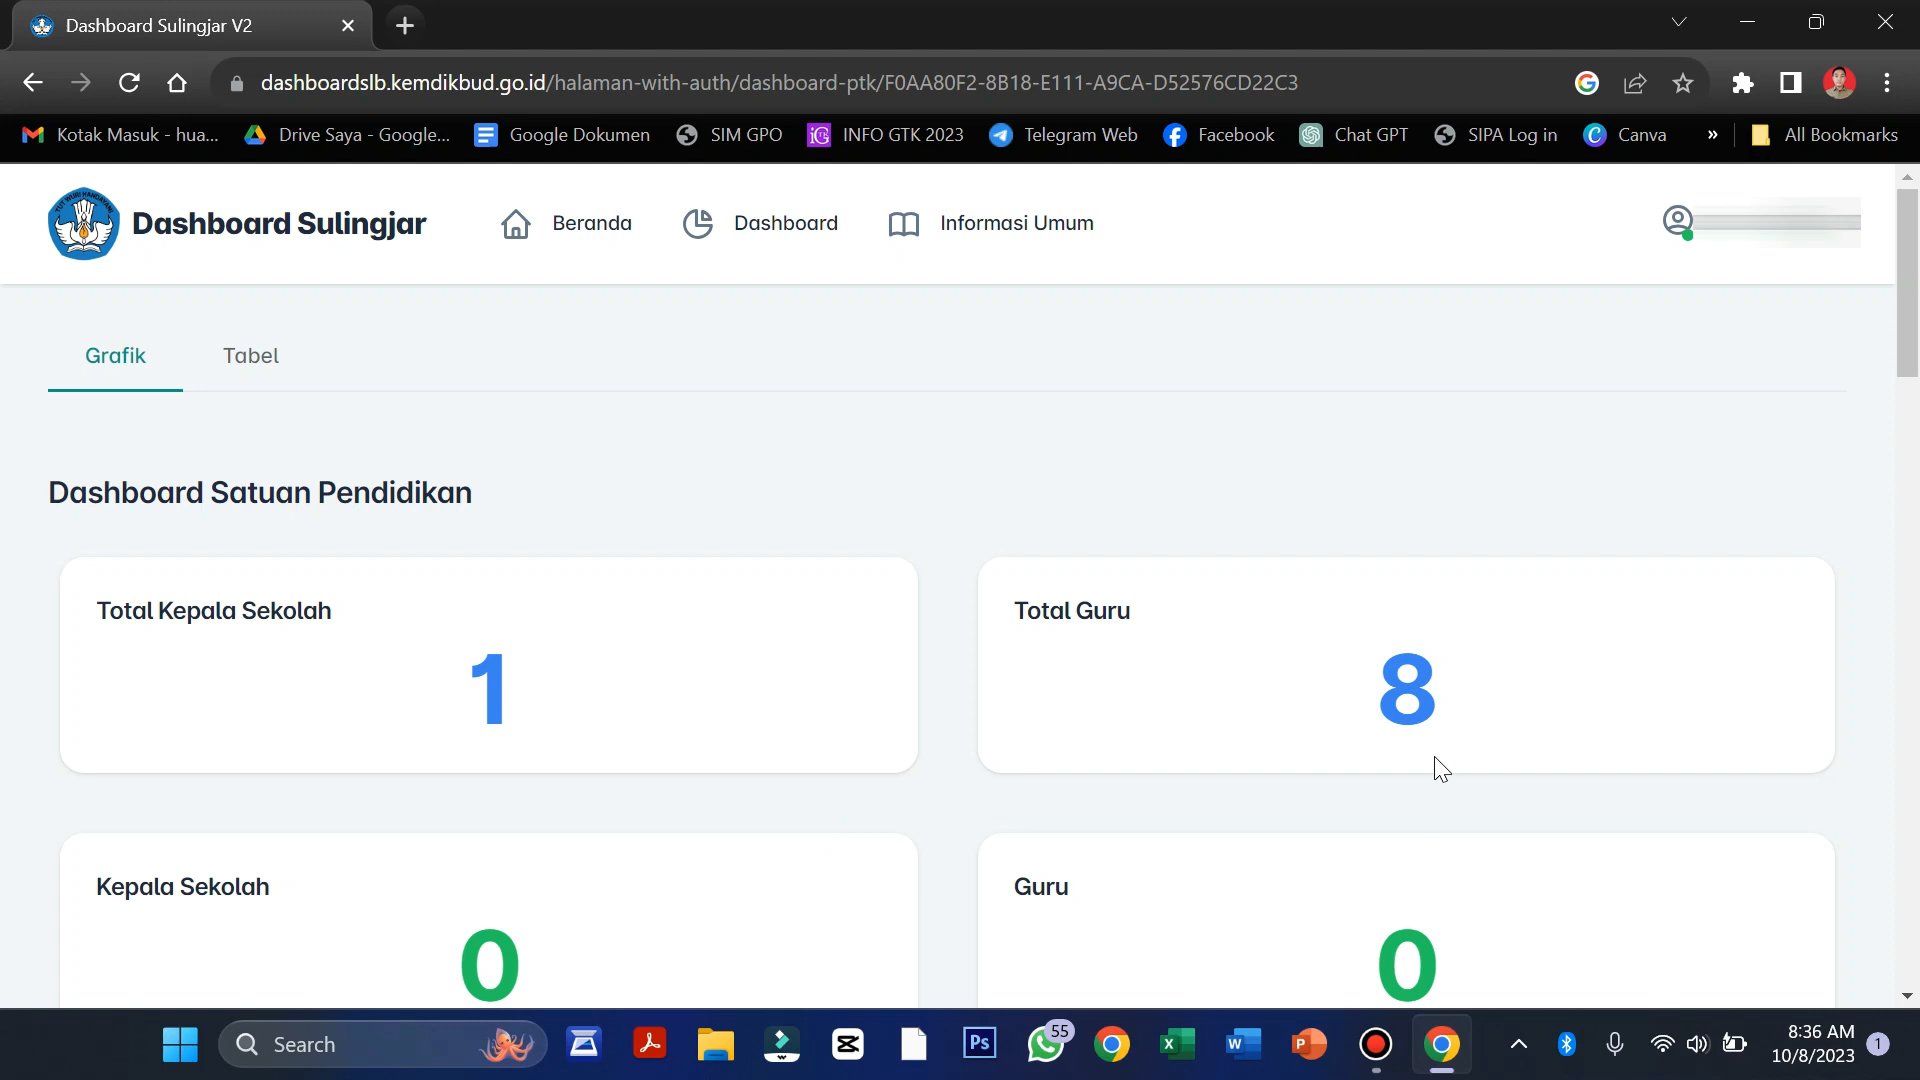 Dashboard Sulingjar V2
dashboardslb.kemdikbud.go.id/halaman-with-auth/dashboard-ptk/F0AA80F2-8B18-E111-A9CA-D52576CD22C3
Kotak Masuk - hua...
Drive Saya - Google...
Google Dokumen
SIM GPO
INFO GTK 2023
Telegram Web
Facebook
Chat GPT
SIPA Log in
Canva
»
All Bookmarks
Dashboard Sulingjar
Beranda
Dashboard
Informasi Umum
Grafik
Tabel
Dashboard Satuan Pendidikan
Total Kepala Sekolah
1
Total Guru
8
Kepala Sekolah
0
Guru
0
Search
Ps
55
8:36 AM
10/8/2023
1